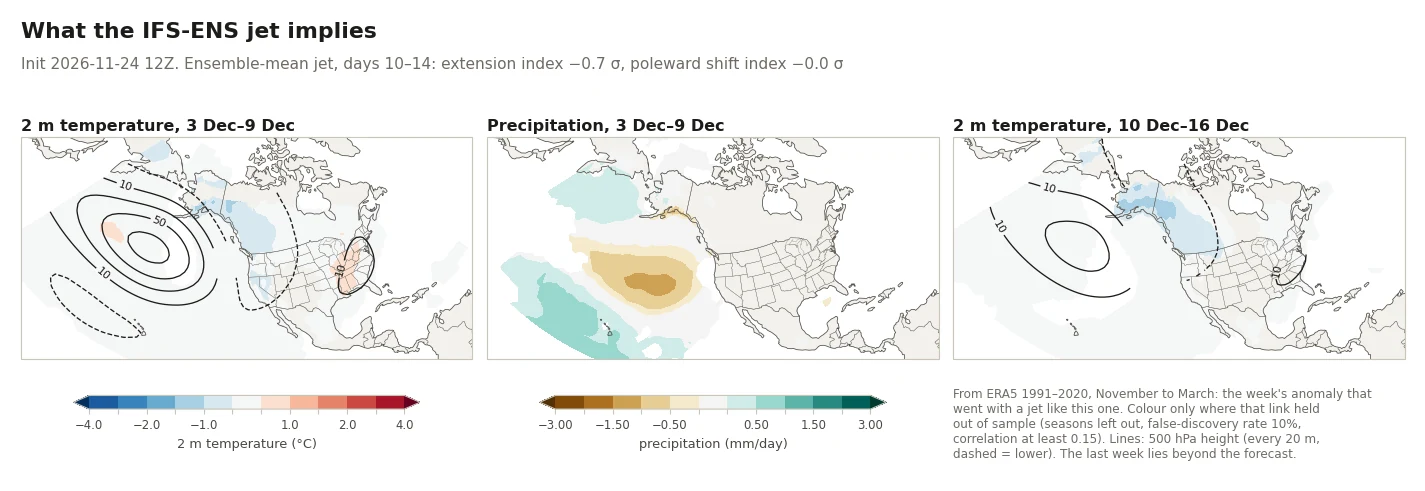 What the IFS-ENS jet implies
Init 2026-11-24 12Z. Ensemble-mean jet, days 10–14: extension index −0.7 σ, poleward shift index −0.0 σ
2 m temperature, 3 Dec–9 Dec
Precipitation, 3 Dec–9 Dec
2 m temperature, 10 Dec–16 Dec
10
50
10
10
10
10
10
−4.0 −2.0 −1.0 1.0 2.0 4.0
2 m temperature (°C)
−3.00 −1.50 −0.50 0.50 1.50 3.00
precipitation (mm/day)
From ERA5 1991–2020, November to March: the week's anomaly that
went with a jet like this one. Colour only where that link held
out of sample (seasons left out, false-discovery rate 10%,
correlation at least 0.15). Lines: 500 hPa height (every 20 m,
dashed = lower). The last week lies beyond the forecast.